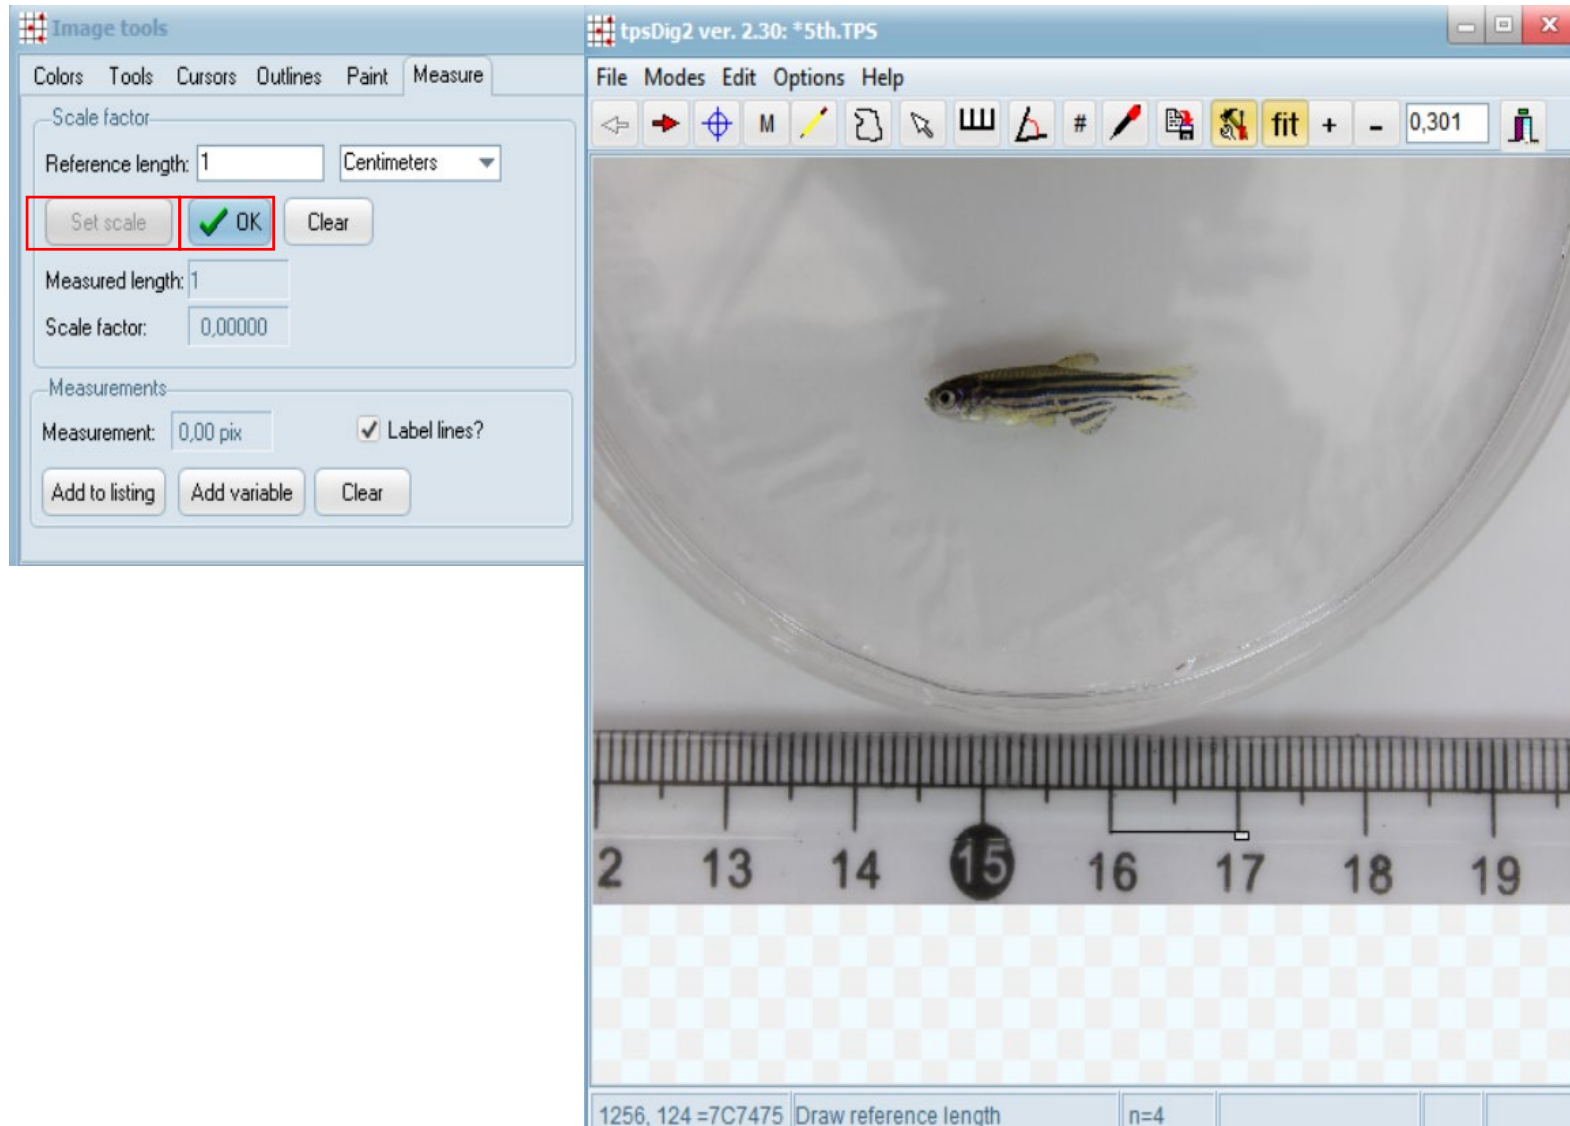 Image tools
Colors Tools Cursors Outlines Paint Measure
Scale factor
Reference length: 1 Centimeters
Set scale OK Clear
Measured length: 1
Scale factor: 0,00000
Measurements
Measurement: 0,00 pix Label lines?
Add to listing Add variable Clear
tpsDig2 ver. 2.30: *5th.TPS
File Modes Edit Options Help
M # fit + - 0,301
2 13 14 15 16 17 18 19
1256, 124 =7C7475 Draw reference length n=4